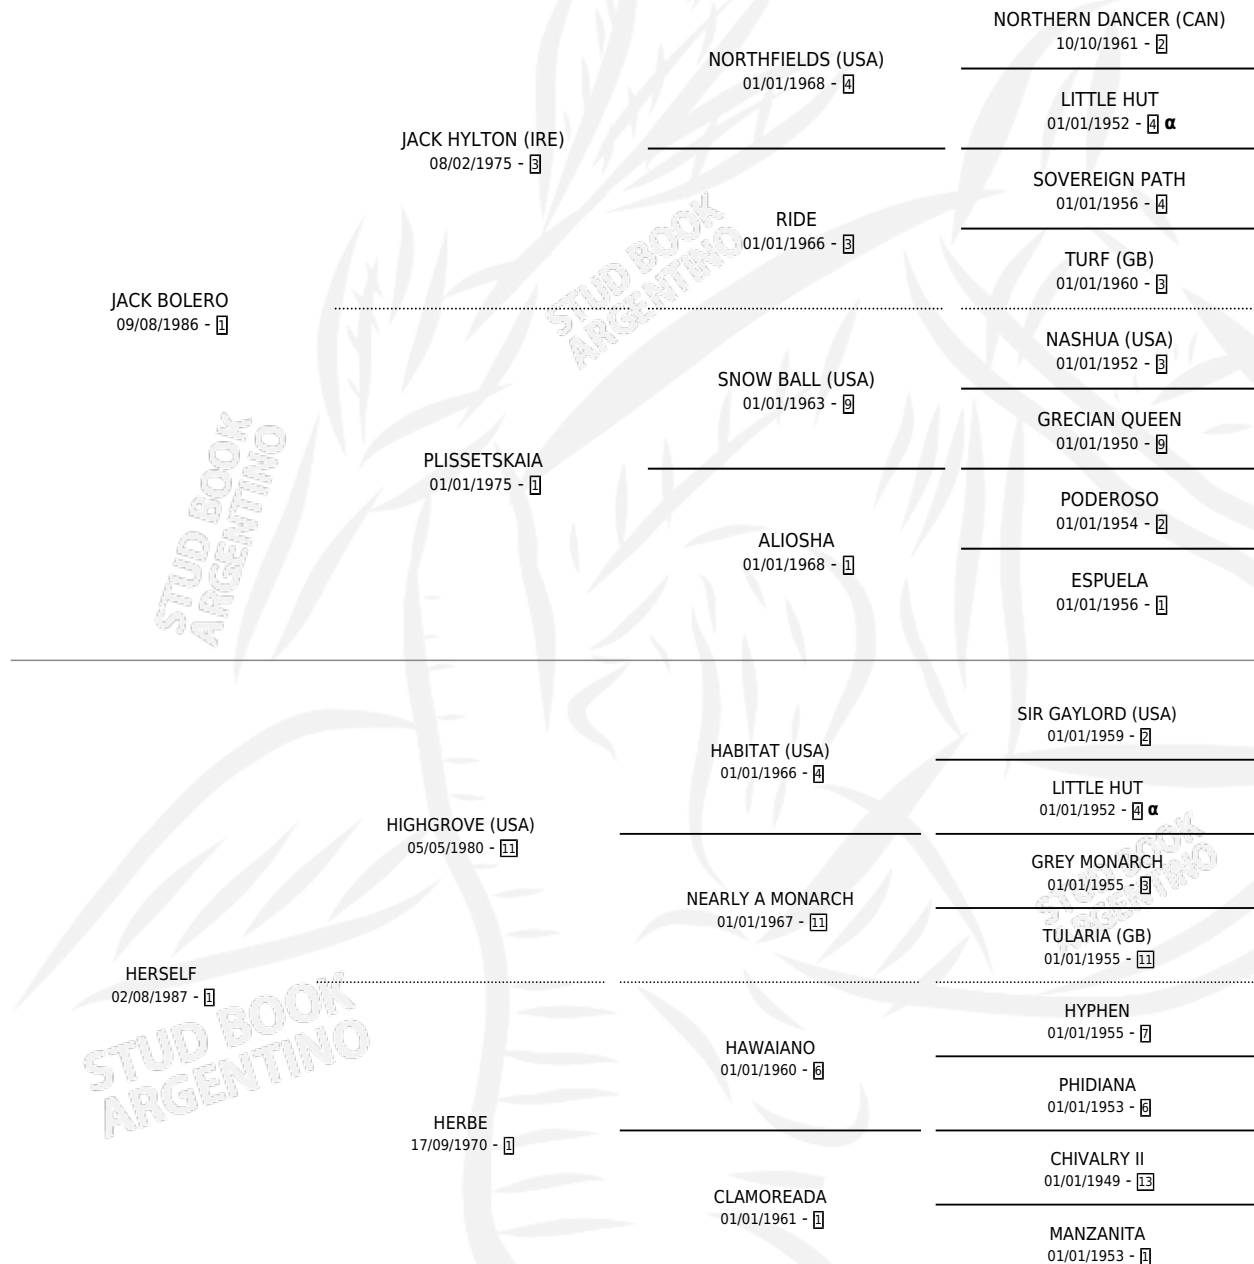 NORTHERN DANCER (CAN)
10/10/1961 - 2
NORTHFIELDS (USA)
01/01/1968 - 4
LITTLE HUT
01/01/1952 - 4 α
JACK HYLTON (IRE)
08/02/1975 - 3
SOVEREIGN PATH
01/01/1956 - 4
RIDE
01/01/1966 - 3
TURF (GB)
01/01/1960 - 3
JACK BOLERO
09/08/1986 - 1
NASHUA (USA)
01/01/1952 - 3
SNOW BALL (USA)
01/01/1963 - 9
GRECIAN QUEEN
01/01/1950 - 9
PLISSETSKAIA
01/01/1975 - 1
PODEROSO
01/01/1954 - 2
ALIOSHA
01/01/1968 - 1
ESPUELA
01/01/1956 - 1
STUD BOOK
ARGENTINO
STUD BOOK
ARGENTINO
SIR GAYLORD (USA)
01/01/1959 - 2
HABITAT (USA)
01/01/1966 - 4
LITTLE HUT
01/01/1952 - 4 α
HIGHGROVE (USA)
05/05/1980 - 11
GREY MONARCH
01/01/1955 - 3
NEARLY A MONARCH
01/01/1967 - 11
TULARIA (GB)
01/01/1955 - 11
HERSELF
02/08/1987 - 1
HYPHEN
01/01/1955 - 7
HAWAIANO
01/01/1960 - 6
PHIDIANA
01/01/1953 - 6
HERBE
17/09/1970 - 1
CHIVALRY II
01/01/1949 - 13
CLAMOREADA
01/01/1961 - 1
MANZANITA
01/01/1953 - 1
STUD BOOK
ARGENTINO
STUD BOOK
ARGENTINO